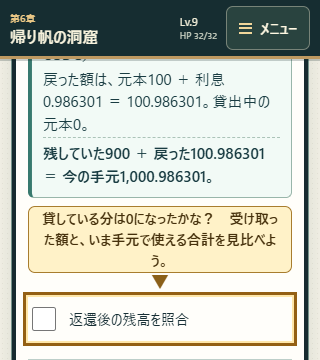 第6章
帰り帆の洞窟
Lv.9
HP 32/32
メニュー
戻った額は、元本100 ＋ 利息
0.986301 ＝ 100.986301。貸出中の
元本0。
残していた900 ＋ 戻った100.986301
＝ 今の手元1,000.986301。
貸している分は0になったかな？　受け取っ
た額と、いま手元で使える合計を見比べよ
う。
返還後の残高を照合